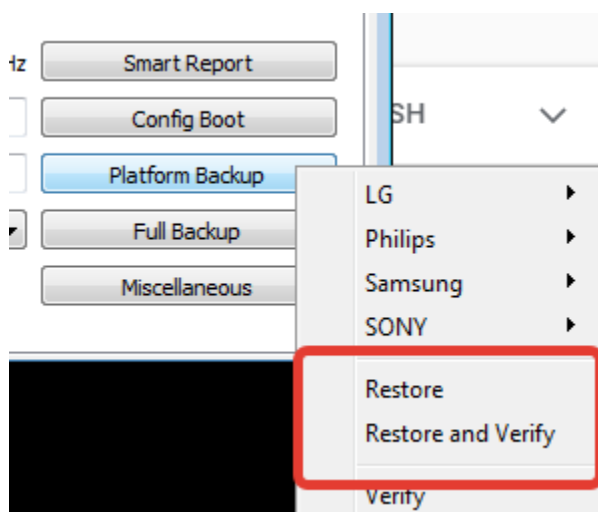 Hz
Smart Report
Config Boot
SH
Platform Backup
Full Backup
Miscellaneous
LG
Philips
Samsung
SONY
Restore
Restore and Verify
Verify